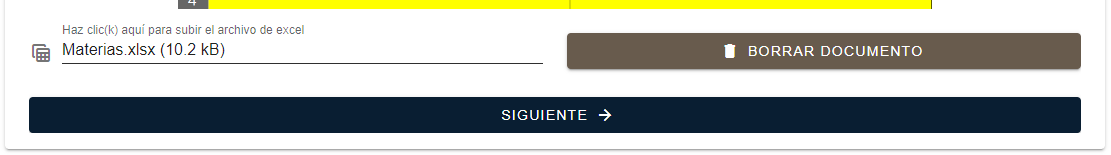 4
Haz clic(k) aquí para subir el archivo de excel
Materias.xlsx (10.2 kB)
BORRAR DOCUMENTO
SIGUIENTE →